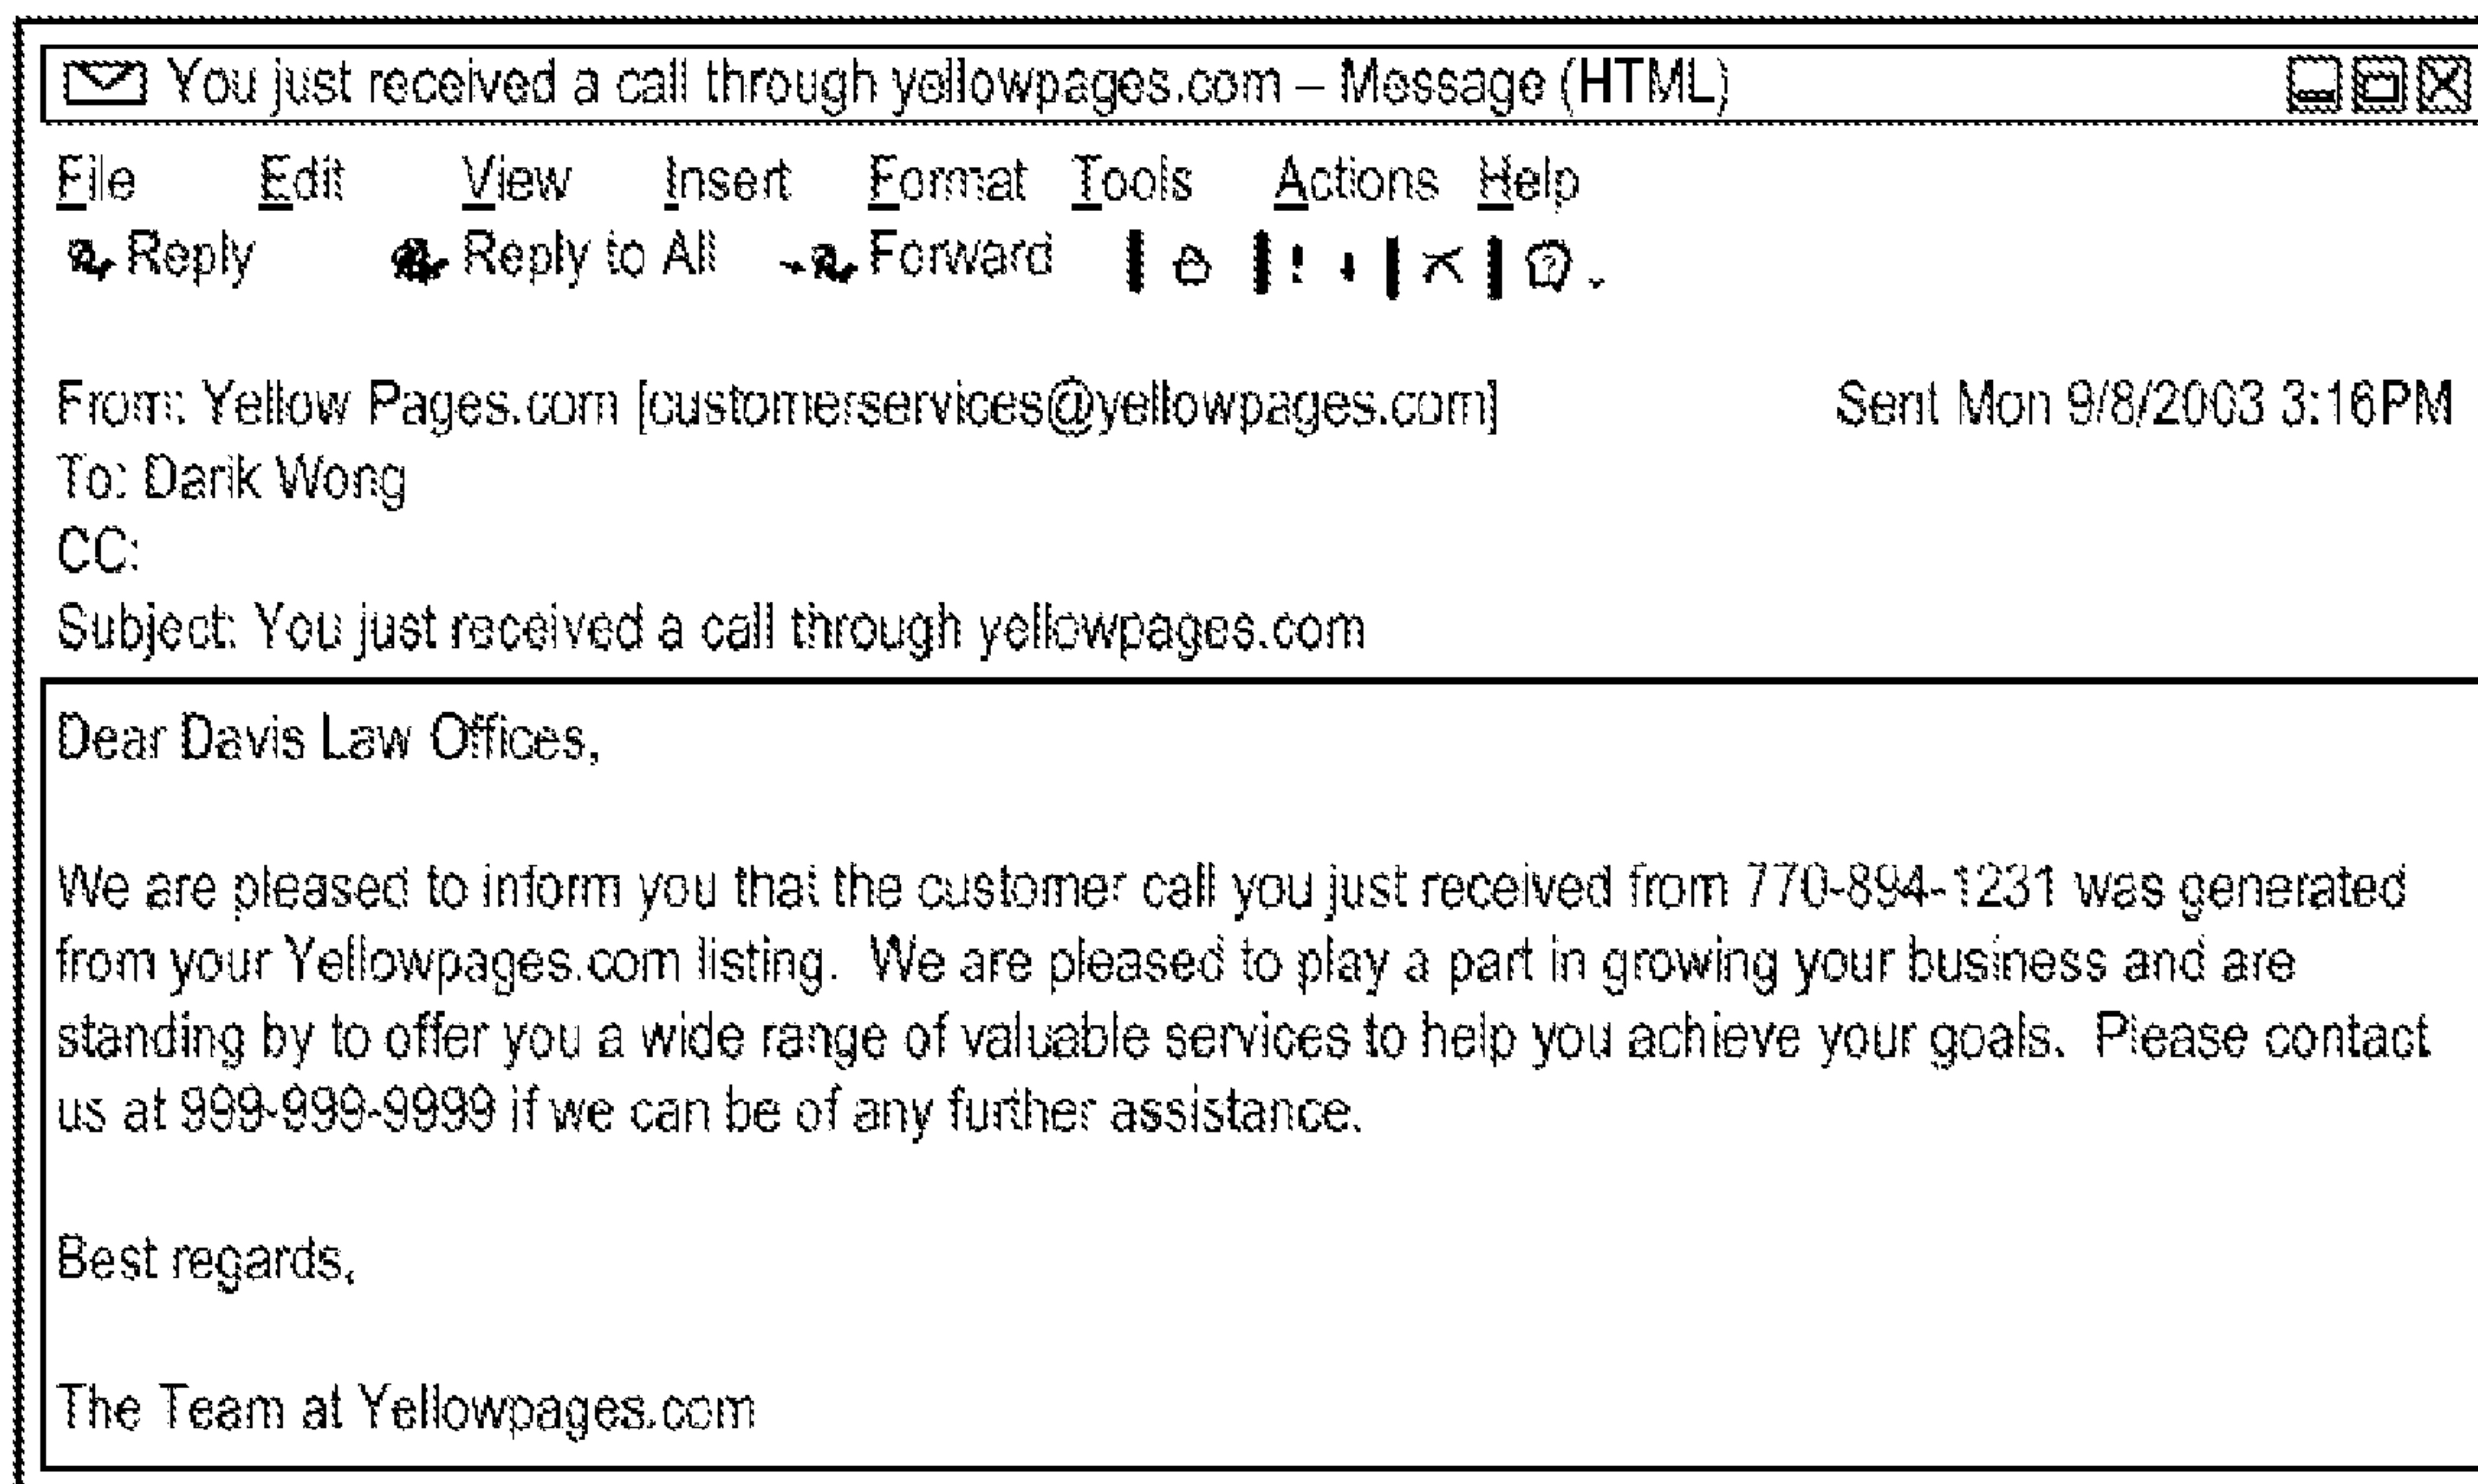 You just received a call through yellowpages.com – Message (HTML)
File Edit View Insert Format Tools Actions Help
Reply Reply to All Forward
From: Yellow Pages.com [customerservices@yellowpages.com] Sent Mon 9/8/2003 3:16PM
To: Darik Wong
CC:
Subject: You just received a call through yellowpages.com
Dear Davis Law Offices,
We are pleased to inform you that the customer call you just received from 770-894-1231 was generated
from your Yellowpages.com listing. We are pleased to play a part in growing your business and are
standing by to offer you a wide range of valuable services to help you achieve your goals. Please contact
us at 999-999-9999 if we can be of any further assistance.
Best regards,
The Team at Yellowpages.com